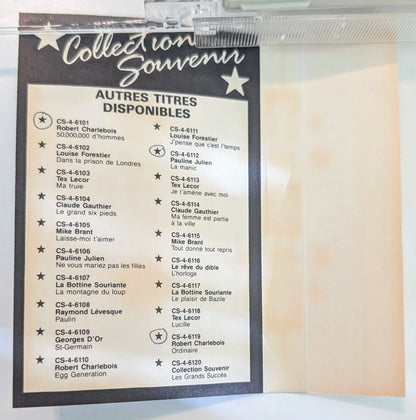 Collection
Souvenir
AUTRES TITRES
DISPONIBLES
CS-4-6101
Robert Charlebois
50,000,000 d'hommes
CS-4-6102
Louise Forestier
Dans la prison de Londres
CS-4-6103
Tex Lecor
Ma truie
CS-4-6104
Claude Gauthier
Le grand six pieds
CS-4-6105
Mike Brant
Laisse-moi t'aimer
CS-4-6106
Pauline Julien
Ne vous mariez pas les filles
CS-4-6107
La Bottine Souriante
La montagne du loup
CS-4-6108
Raymond Lévesque
Paulin
CS-4-6109
Georges D'Or
St-Germain
CS-4-6110
Robert Charlebois
Egg Generation
CS-4-6111
Louise Forestier
J'pense que c'est l'temps
CS-4-6112
Pauline Julien
La manic
CS-4-6113
Tex Lecor
Je t'amène avec moi
CS-4-6114
Claude Gauthier
Ma femme est partie
à la ville
CS-4-6115
Mike Brant
Tout donné tout repris
CS-4-6116
Le rêve du dible
L'horloge
CS-4-6117
La Bottine Souriante
Le plaisir de Bazile
CS-4-6118
Tex Lecor
Lucille
CS-4-6119
Robert Charlebois
Ordinaire
CS-4-6120
Collection Souvenir
Les Grands Succès